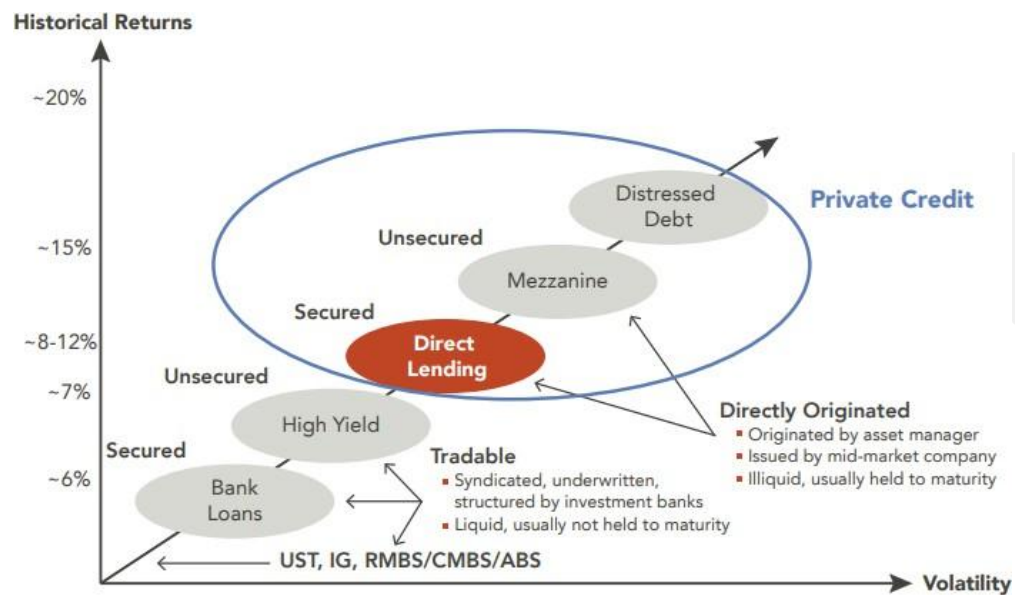 Historical Returns
~20%
Distressed
Debt
Private Credit
Unsecured
~15%
Mezzanine
Secured
~8-12%
Direct
Lending
Unsecured
~7%
High Yield
Directly Originated
▪ Originated by asset manager
▪ Issued by mid-market company
▪ Illiquid, usually held to maturity
Secured
Tradable
▪ Syndicated, underwritten,
structured by investment banks
▪ Liquid, usually not held to maturity
~6%
Bank
Loans
UST, IG, RMBS/CMBS/ABS
Volatility